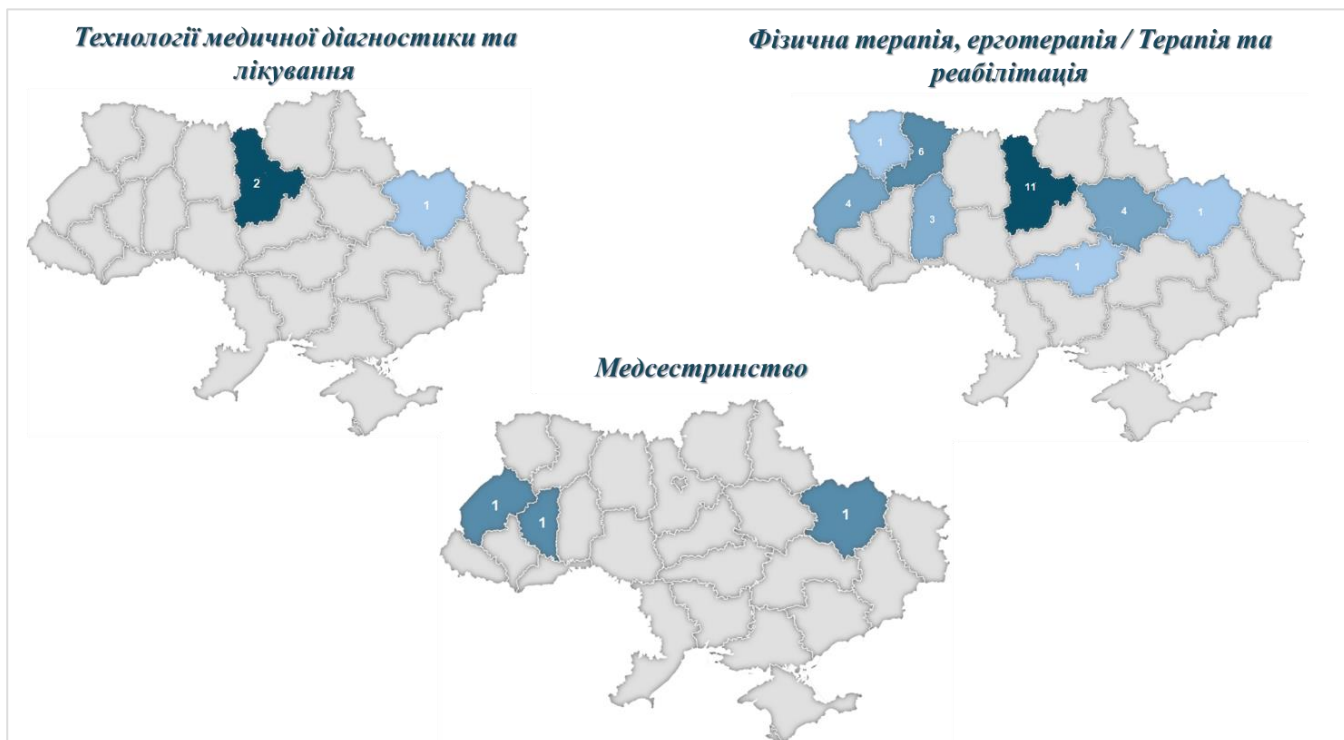 Технології медичної діагностики та
лікування
2
1
Фізична терапія, ерготерапія / Терапія та
реабілітація
1
6
11
4
3
4
1
1
Медсестринство
1
1
1